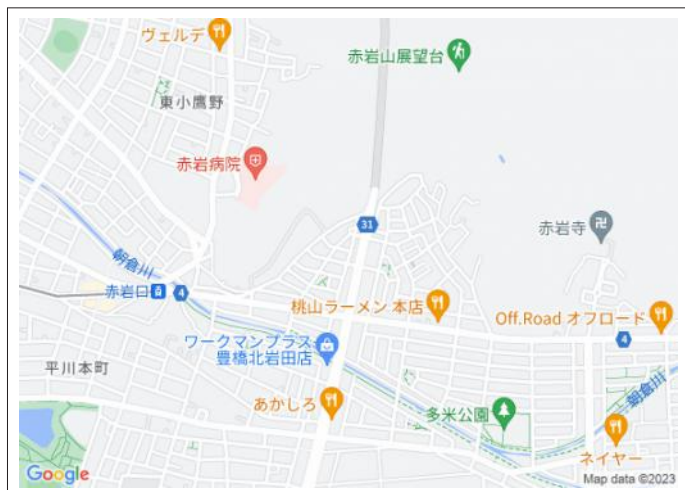 ヴェルデ
赤岩山展望台
東小鷹野
赤岩病院
31
赤岩寺
朝倉川
赤岩口
4
桃山ラーメン 本店
Off.Road オフロード
ワークマンプラス
豊橋北岩田店
4
平川本町
朝倉川
あかしろ
多米公園
ネイヤー
Google
Map data ©2023